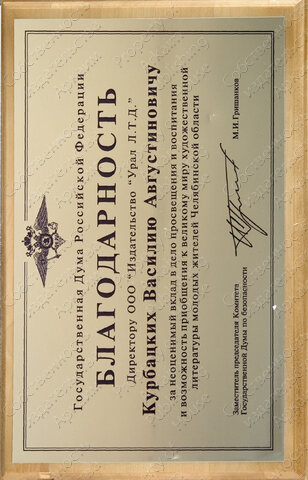 Государственная Дума Российской Федерации
БЛАГОДАРНОСТЬ
Директору ООО "Издательство "Урал Л.Т.Д."
Курбацких Василию Августиновичу
за неоценимый вклад в дело просвещения и воспитания
и возможность приобщения к великому миру художественной
литературы молодых жителей Челябинской области
Заместитель председателя Комитета
Государственной Думы по безопасности
М.И.Гришанков